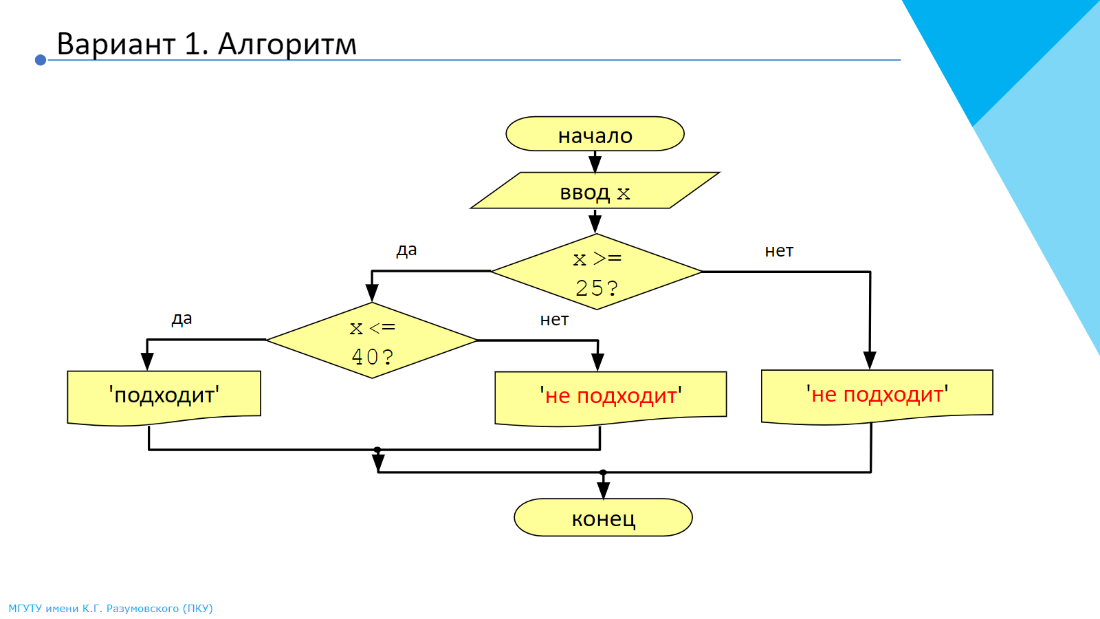 Вариант 1. Алгоритм
начало
ввод x
x >=
25?
да
нет
x <=
40?
да
нет
'подходит'
'не подходит'
'не подходит'
конец
МГУТУ имени К.Г. Разумовского (ПКУ)